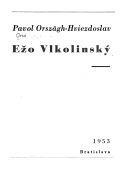 Pavol Országh-Hviezdoslav
Ežo Vlkolinský
1953
Bratislava